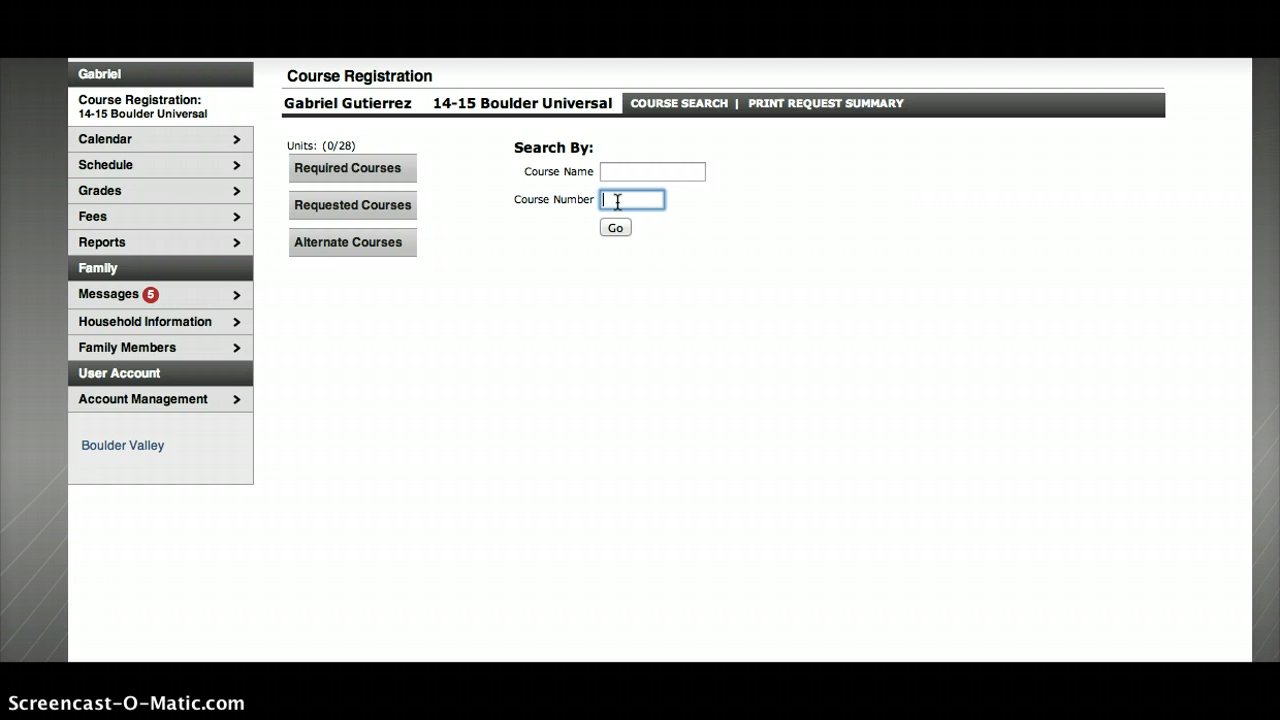 Gabriel
Course Registration:
14-15 Boulder Universal
Calendar
Schedule
Grades
Fees
Reports
Family
Messages 5
Household Information
Family Members
User Account
Account Management
Boulder Valley
Course Registration
Gabriel Gutierrez 14-15 Boulder Universal COURSE SEARCH | PRINT REQUEST SUMMARY
Units: (0/28)
Required Courses
Requested Courses
Alternate Courses
Search By:
Course Name
Course Number
Go
Screencast-O-Matic.com